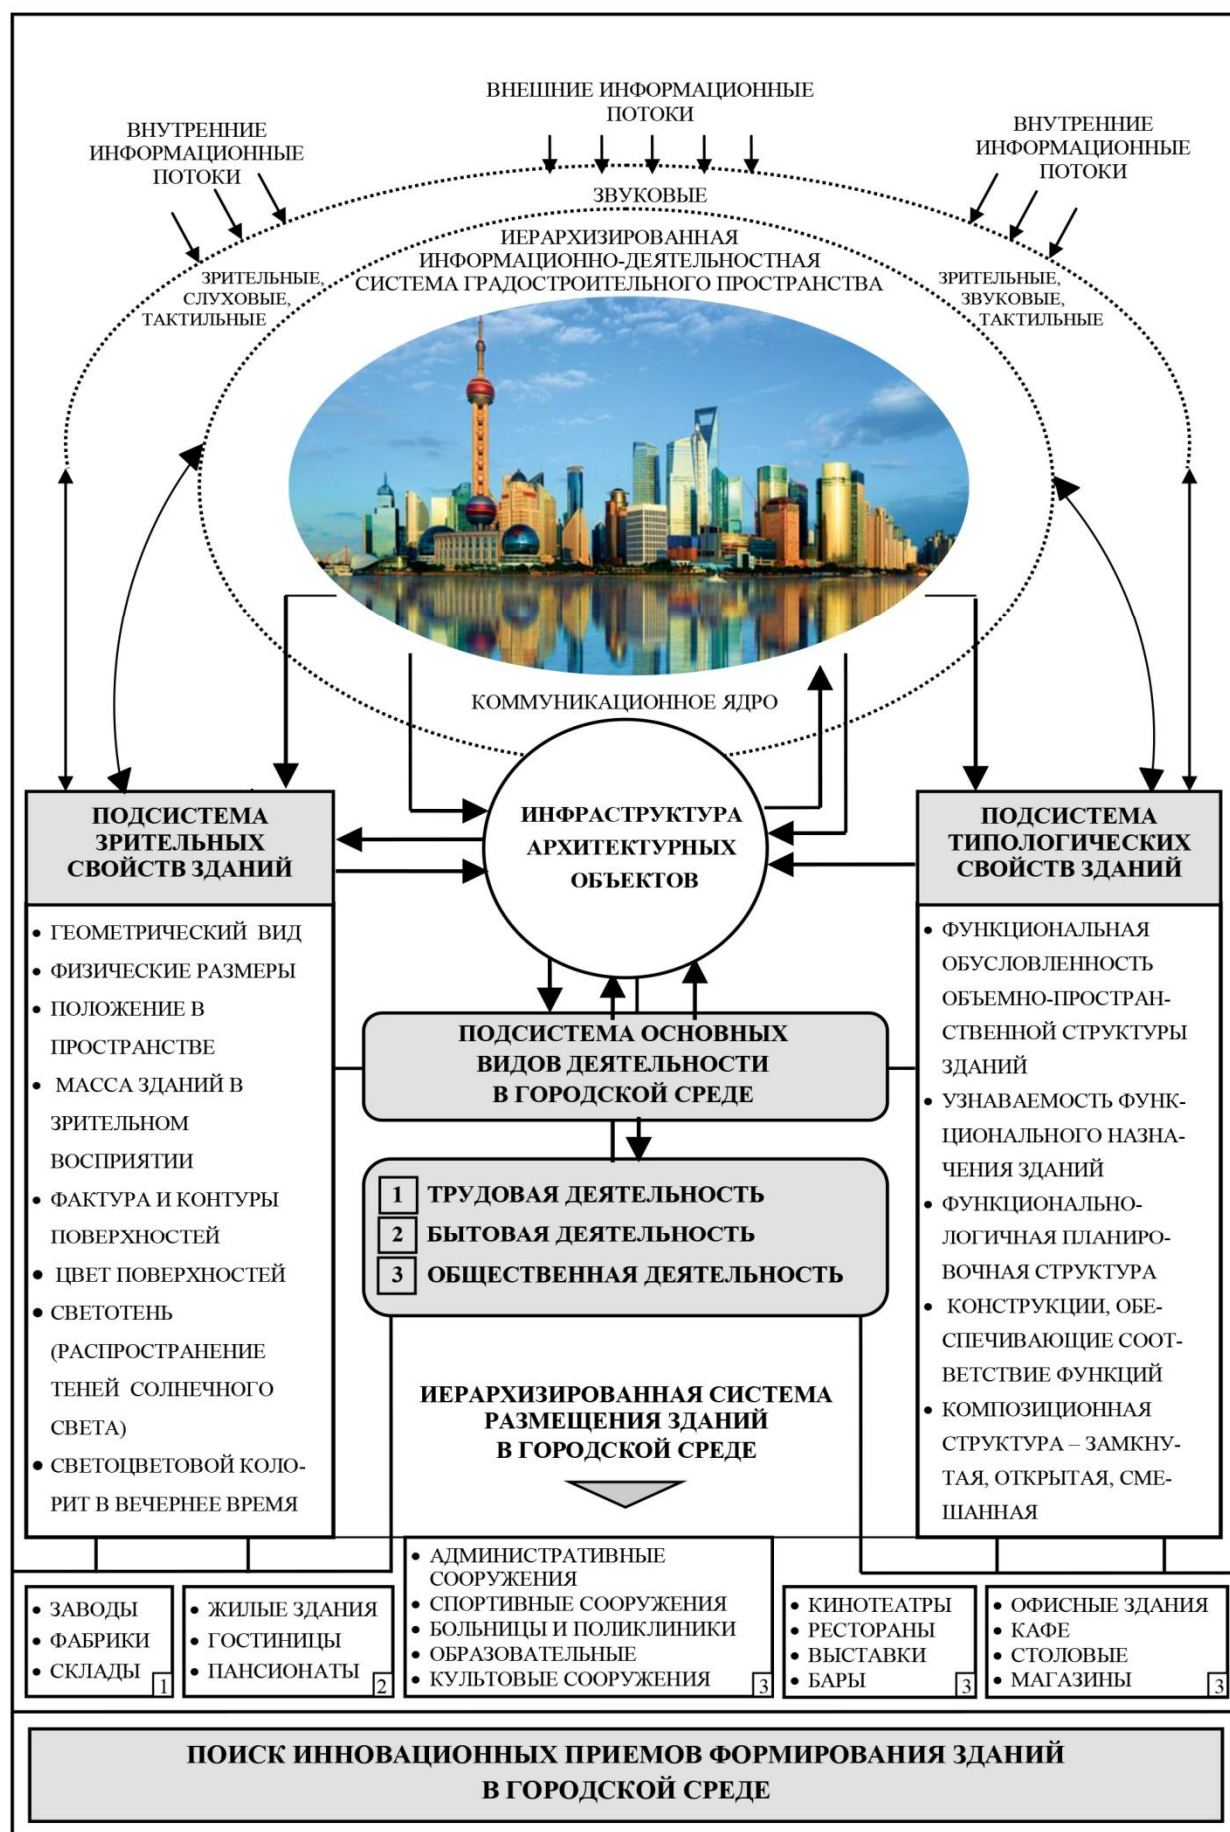 ВНЕШНИЕ ИНФОРМАЦИОННЫЕ
ПОТОКИ
ВНУТРЕННИЕ
ИНФОРМАЦИОННЫЕ
ПОТОКИ
ВНУТРЕННИЕ
ИНФОРМАЦИОННЫЕ
ПОТОКИ
ЗВУКОВЫЕ
ИЕРАРХИЗИРОВАННАЯ
ИНФОРМАЦИОННО-ДЕЯТЕЛЬНОСТНАЯ
СИСТЕМА ГРАДОСТРОИТЕЛЬНОГО ПРОСТРАНСТВА
ЗРИТЕЛЬНЫЕ,
СЛУХОВЫЕ,
ТАКТИЛЬНЫЕ
ЗРИТЕЛЬНЫЕ,
ЗВУКОВЫЕ,
ТАКТИЛЬНЫЕ
КОММУНИКАЦИОННОЕ ЯДРО
ИНФРАСТРУКТУРА
АРХИТЕКТУРНЫХ
ОБЪЕКТОВ
ПОДСИСТЕМА
ЗРИТЕЛЬНЫХ
СВОЙСТВ ЗДАНИЙ
• ГЕОМЕТРИЧЕСКИЙ ВИД
• ФИЗИЧЕСКИЕ РАЗМЕРЫ
• ПОЛОЖЕНИЕ В
ПРОСТРАНСТВЕ
• МАССА ЗДАНИЙ В
ЗРИТЕЛЬНОМ
ВОСПРИЯТИИ
• ФАКТУРА И КОНТУРЫ
ПОВЕРХНОСТЕЙ
• ЦВЕТ ПОВЕРХНОСТЕЙ
• СВЕТОТЕНЬ
(РАСПРОСТРАНЕНИЕ
ТЕНЕЙ СОЛНЕЧНОГО
СВЕТА)
• СВЕТОЦВЕТОВОЙ КОЛО-
РИТ В ВЕЧЕРНЕЕ ВРЕМЯ
ПОДСИСТЕМА
ТИПОЛОГИЧЕСКИХ
СВОЙСТВ ЗДАНИЙ
• ФУНКЦИОНАЛЬНАЯ
ОБУСЛОВЛЕННОСТЬ
ОБЪЕМНО-ПРОСТРАН-
СТВЕННОЙ СТРУКТУРЫ
ЗДАНИЙ
• УЗНАВАЕМОСТЬ ФУНК-
ЦИОНАЛЬНОГО НАЗНА-
ЧЕНИЯ ЗДАНИЙ
• ФУНКЦИОНАЛЬНО-
ЛОГИЧНАЯ ПЛАНИРО-
ВОЧНАЯ СТРУКТУРА
• КОНСТРУКЦИИ, ОБЕ-
СПЕЧИВАЮЩИЕ СООТ-
ВЕТСТВИЕ ФУНКЦИЙ
• КОМПОЗИЦИОННАЯ
СТРУКТУРА – ЗАМКНУ-
ТАЯ, ОТКРЫТАЯ, СМЕ-
ШАННАЯ
ПОДСИСТЕМА ОСНОВНЫХ
ВИДОВ ДЕЯТЕЛЬНОСТИ
В ГОРОДСКОЙ СРЕДЕ
1 ТРУДОВАЯ ДЕЯТЕЛЬНОСТЬ
2 БЫТОВАЯ ДЕЯТЕЛЬНОСТЬ
3 ОБЩЕСТВЕННАЯ ДЕЯТЕЛЬНОСТЬ
ИЕРАРХИЗИРОВАННАЯ СИСТЕМА
РАЗМЕЩЕНИЯ ЗДАНИЙ
В ГОРОДСКОЙ СРЕДЕ
• ЗАВОДЫ
• ФАБРИКИ
• СКЛАДЫ
1
• ЖИЛЫЕ ЗДАНИЯ
• ГОСТИНИЦЫ
• ПАНСИОНАТЫ
2
• АДМИНИСТРАТИВНЫЕ
СООРУЖЕНИЯ
• СПОРТИВНЫЕ СООРУЖЕНИЯ
• БОЛЬНИЦЫ И ПОЛИКЛИНИКИ
• ОБРАЗОВАТЕЛЬНЫЕ
• КУЛЬТОВЫЕ СООРУЖЕНИЯ
3
• КИНОТЕАТРЫ
• РЕСТОРАНЫ
• ВЫСТАВКИ
• БАРЫ
3
• ОФИСНЫЕ ЗДАНИЯ
• КАФЕ
• СТОЛОВЫЕ
• МАГАЗИНЫ
3
ПОИСК ИННОВАЦИОННЫХ ПРИЕМОВ ФОРМИРОВАНИЯ ЗДАНИЙ
В ГОРОДСКОЙ СРЕДЕ